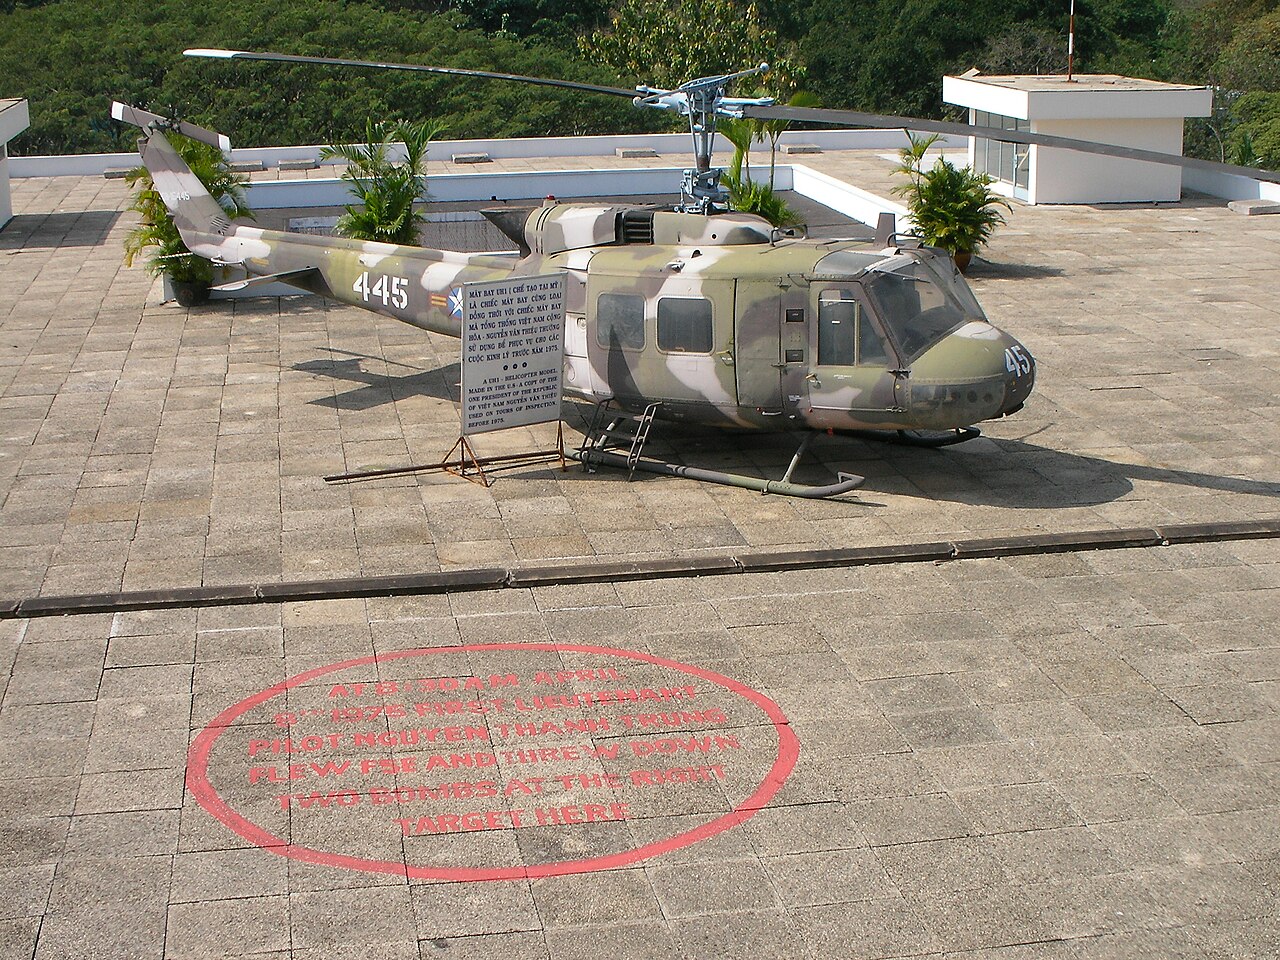 445
MÁY BAY UH1 ( CHẾ TẠO TẠI MỸ )
LÀ CHIẾC MÁY BAY CÙNG LOẠI
ĐỒNG THỜI VỚI CHIẾC MÁY BAY
MÀ TỔNG THỐNG VIỆT NAM CỘNG
HÒA - NGUYỄN VĂN THIỆU THƯỜNG
SỬ DỤNG ĐỂ PHỤC VỤ CHO CÁC
CUỘC KINH LÝ TRƯỚC NĂM 1975.
A UH1 - HELICOPTER MODEL,
MADE IN THE U.S - A COPY OF THE
ONE PRESIDENT OF THE REPUBLIC
OF VIỆT NAM NGUYỄN VĂN THIỆU
USED ON TOURS OF INSPECTION,
BEFORE 1975.
45
AT 8:30AM APRIL
8TH 1975 FIRST LIEUTENANT
PILOT NGUYEN THANH TRUNG
FLEW F5E AND THREW DOWN
TWO BOMBS AT THE RIGHT
TARGET HERE